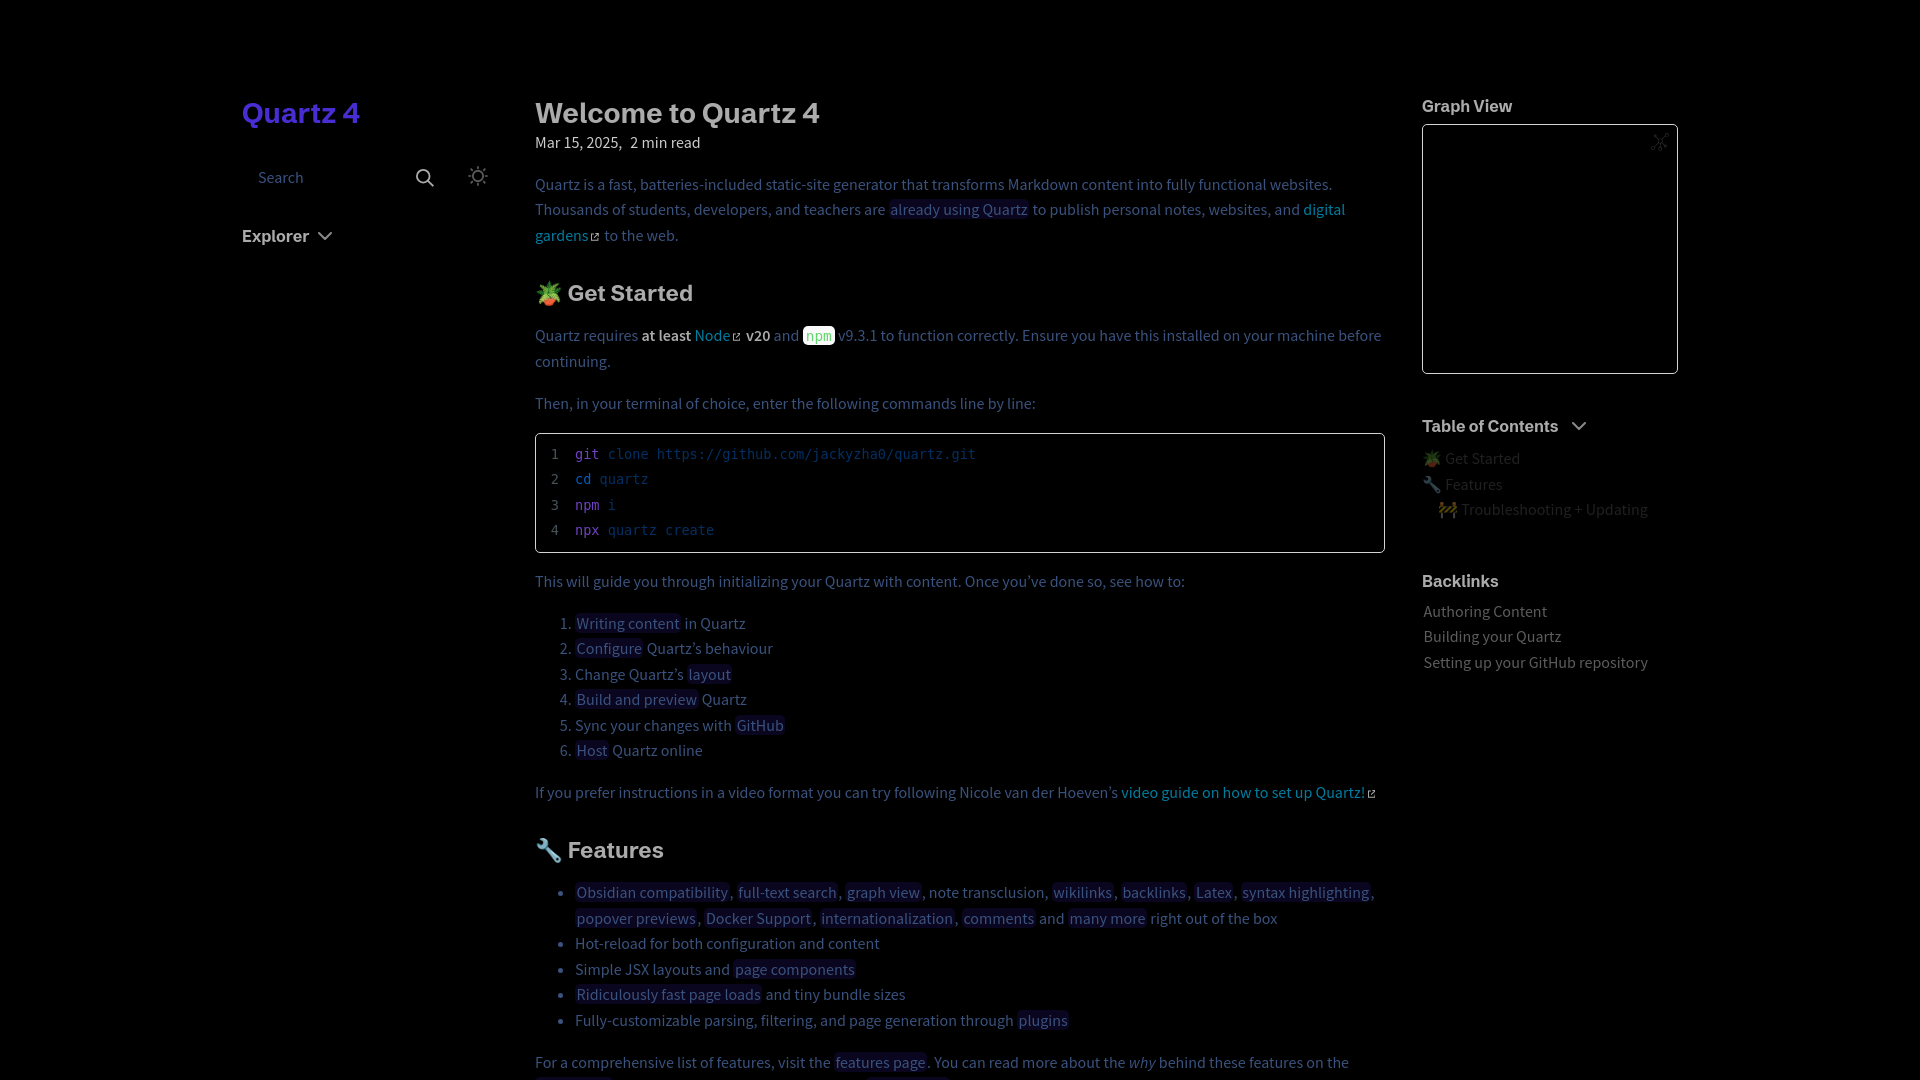 Quartz 4
Search
Explorer
Welcome to Quartz 4
Mar 15, 2025, 2 min read
Quartz is a fast, batteries-included static-site generator that transforms Markdown content into fully functional websites.
Thousands of students, developers, and teachers are already using Quartz to publish personal notes, websites, and digital
gardens to the web.
🪴 Get Started
Quartz requires at least Node v20 and npm v9.3.1 to function correctly. Ensure you have this installed on your machine before
continuing.
Then, in your terminal of choice, enter the following commands line by line:
1 git clone https://github.com/jackyzha0/quartz.git
2 cd quartz
3 npm i
4 npx quartz create
This will guide you through initializing your Quartz with content. Once you’ve done so, see how to:
1. Writing content in Quartz
2. Configure Quartz’s behaviour
3. Change Quartz’s layout
4. Build and preview Quartz
5. Sync your changes with GitHub
6. Host Quartz online
If you prefer instructions in a video format you can try following Nicole van der Hoeven’s video guide on how to set up Quartz!
🔧 Features
• Obsidian compatibility, full-text search, graph view, note transclusion, wikilinks, backlinks, Latex, syntax highlighting,
popover previews, Docker Support, internationalization, comments and many more right out of the box
• Hot-reload for both configuration and content
• Simple JSX layouts and page components
• Ridiculously fast page loads and tiny bundle sizes
• Fully-customizable parsing, filtering, and page generation through plugins
For a comprehensive list of features, visit the features page. You can read more about the why behind these features on the
Graph View
Table of Contents
🪴 Get Started
🔧 Features
🚧 Troubleshooting + Updating
Backlinks
Authoring Content
Building your Quartz
Setting up your GitHub repository